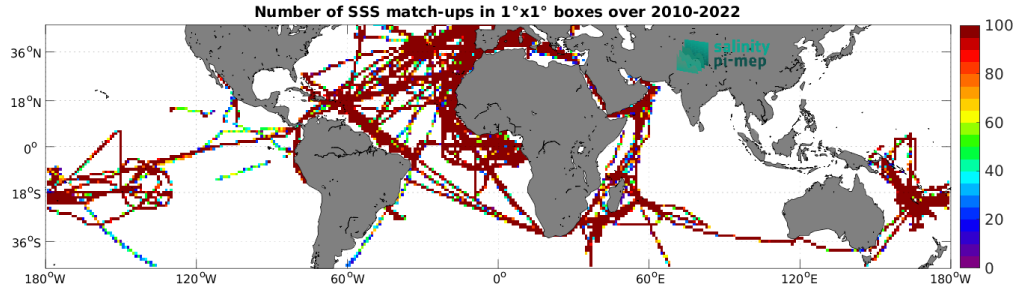 Number of SSS match-ups in 1°x1° boxes over 2010-2022
salinity
pi-mep
36°N
18°N
0°
18°S
36°S
180°W
120°W
60°W
0°
60°E
120°E
180°W
100
80
60
40
20
0